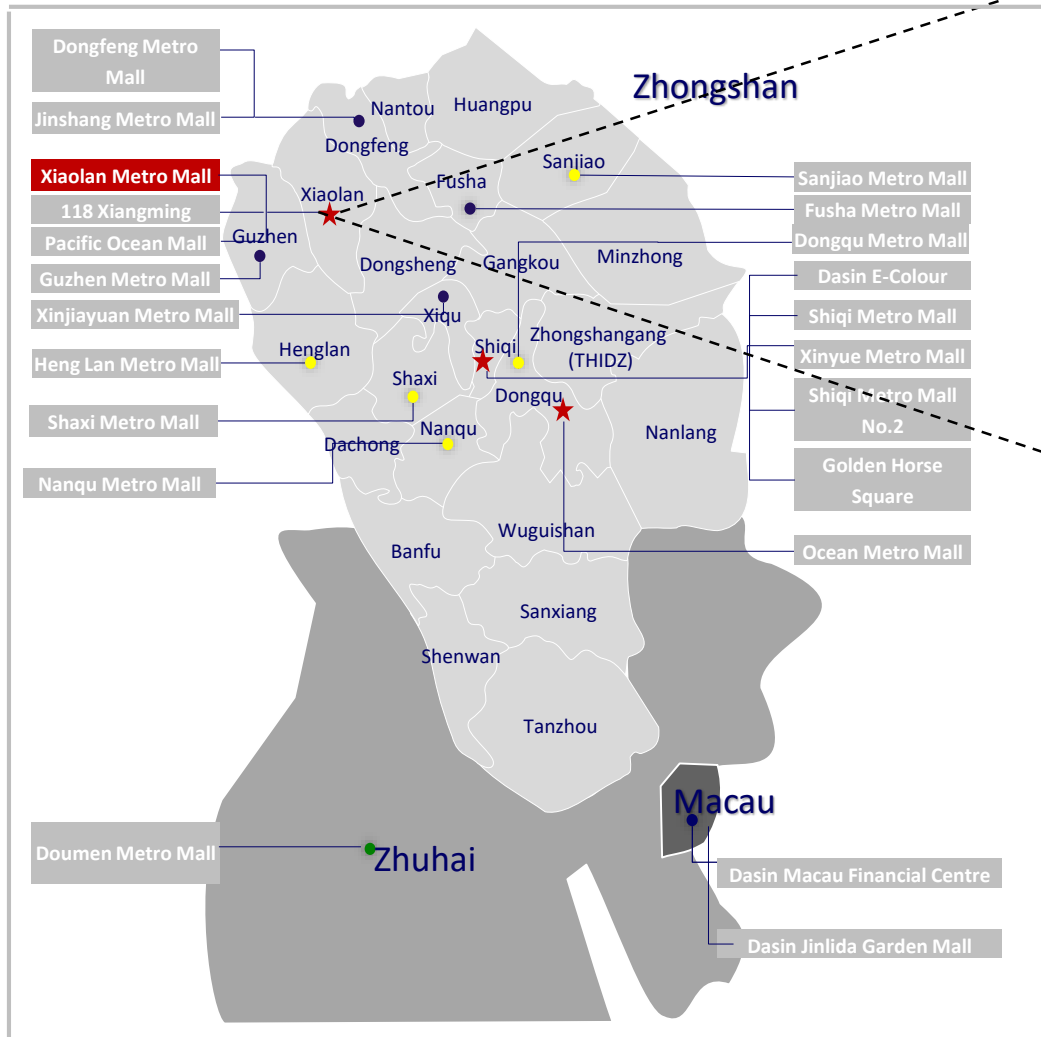 Dongfeng Metro
Mall
Jinshang Metro Mall
Xiaolan Metro Mall
118 Xiangming
Pacific Ocean Mall
Guzhen Metro Mall
Xinjiayuan Metro Mall
Heng Lan Metro Mall
Shaxi Metro Mall
Nanqu Metro Mall
Doumen Metro Mall
Zhongshan
Huangpu
Nantou
Dongfeng
Sanjiao
Fusha
Xiaolan
Guzhen
Dongsheng
Gangkou
Minzhong
Xiqu
Zhongshangang
(THIDZ)
Shiqi
Henglan
Shaxi
Dongqu
Nanqu
Dachong
Nanlang
Wuguishan
Banfu
Sanxiang
Shenwan
Tanzhou
Macau
Zhuhai
Sanjiao Metro Mall
Fusha Metro Mall
Dongqu Metro Mall
Dasin E-Colour
Shiqi Metro Mall
Xinyue Metro Mall
Shiqi Metro Mall
No.2
Golden Horse
Square
Ocean Metro Mall
Dasin Macau Financial Centre
Dasin Jinlida Garden Mall